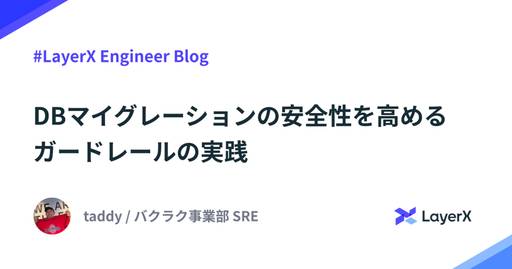 #LayerX Engineer Blog
DBマイグレーションの安全性を高める
ガードレールの実践
taddy / バクラク事業部 SRE
LayerX